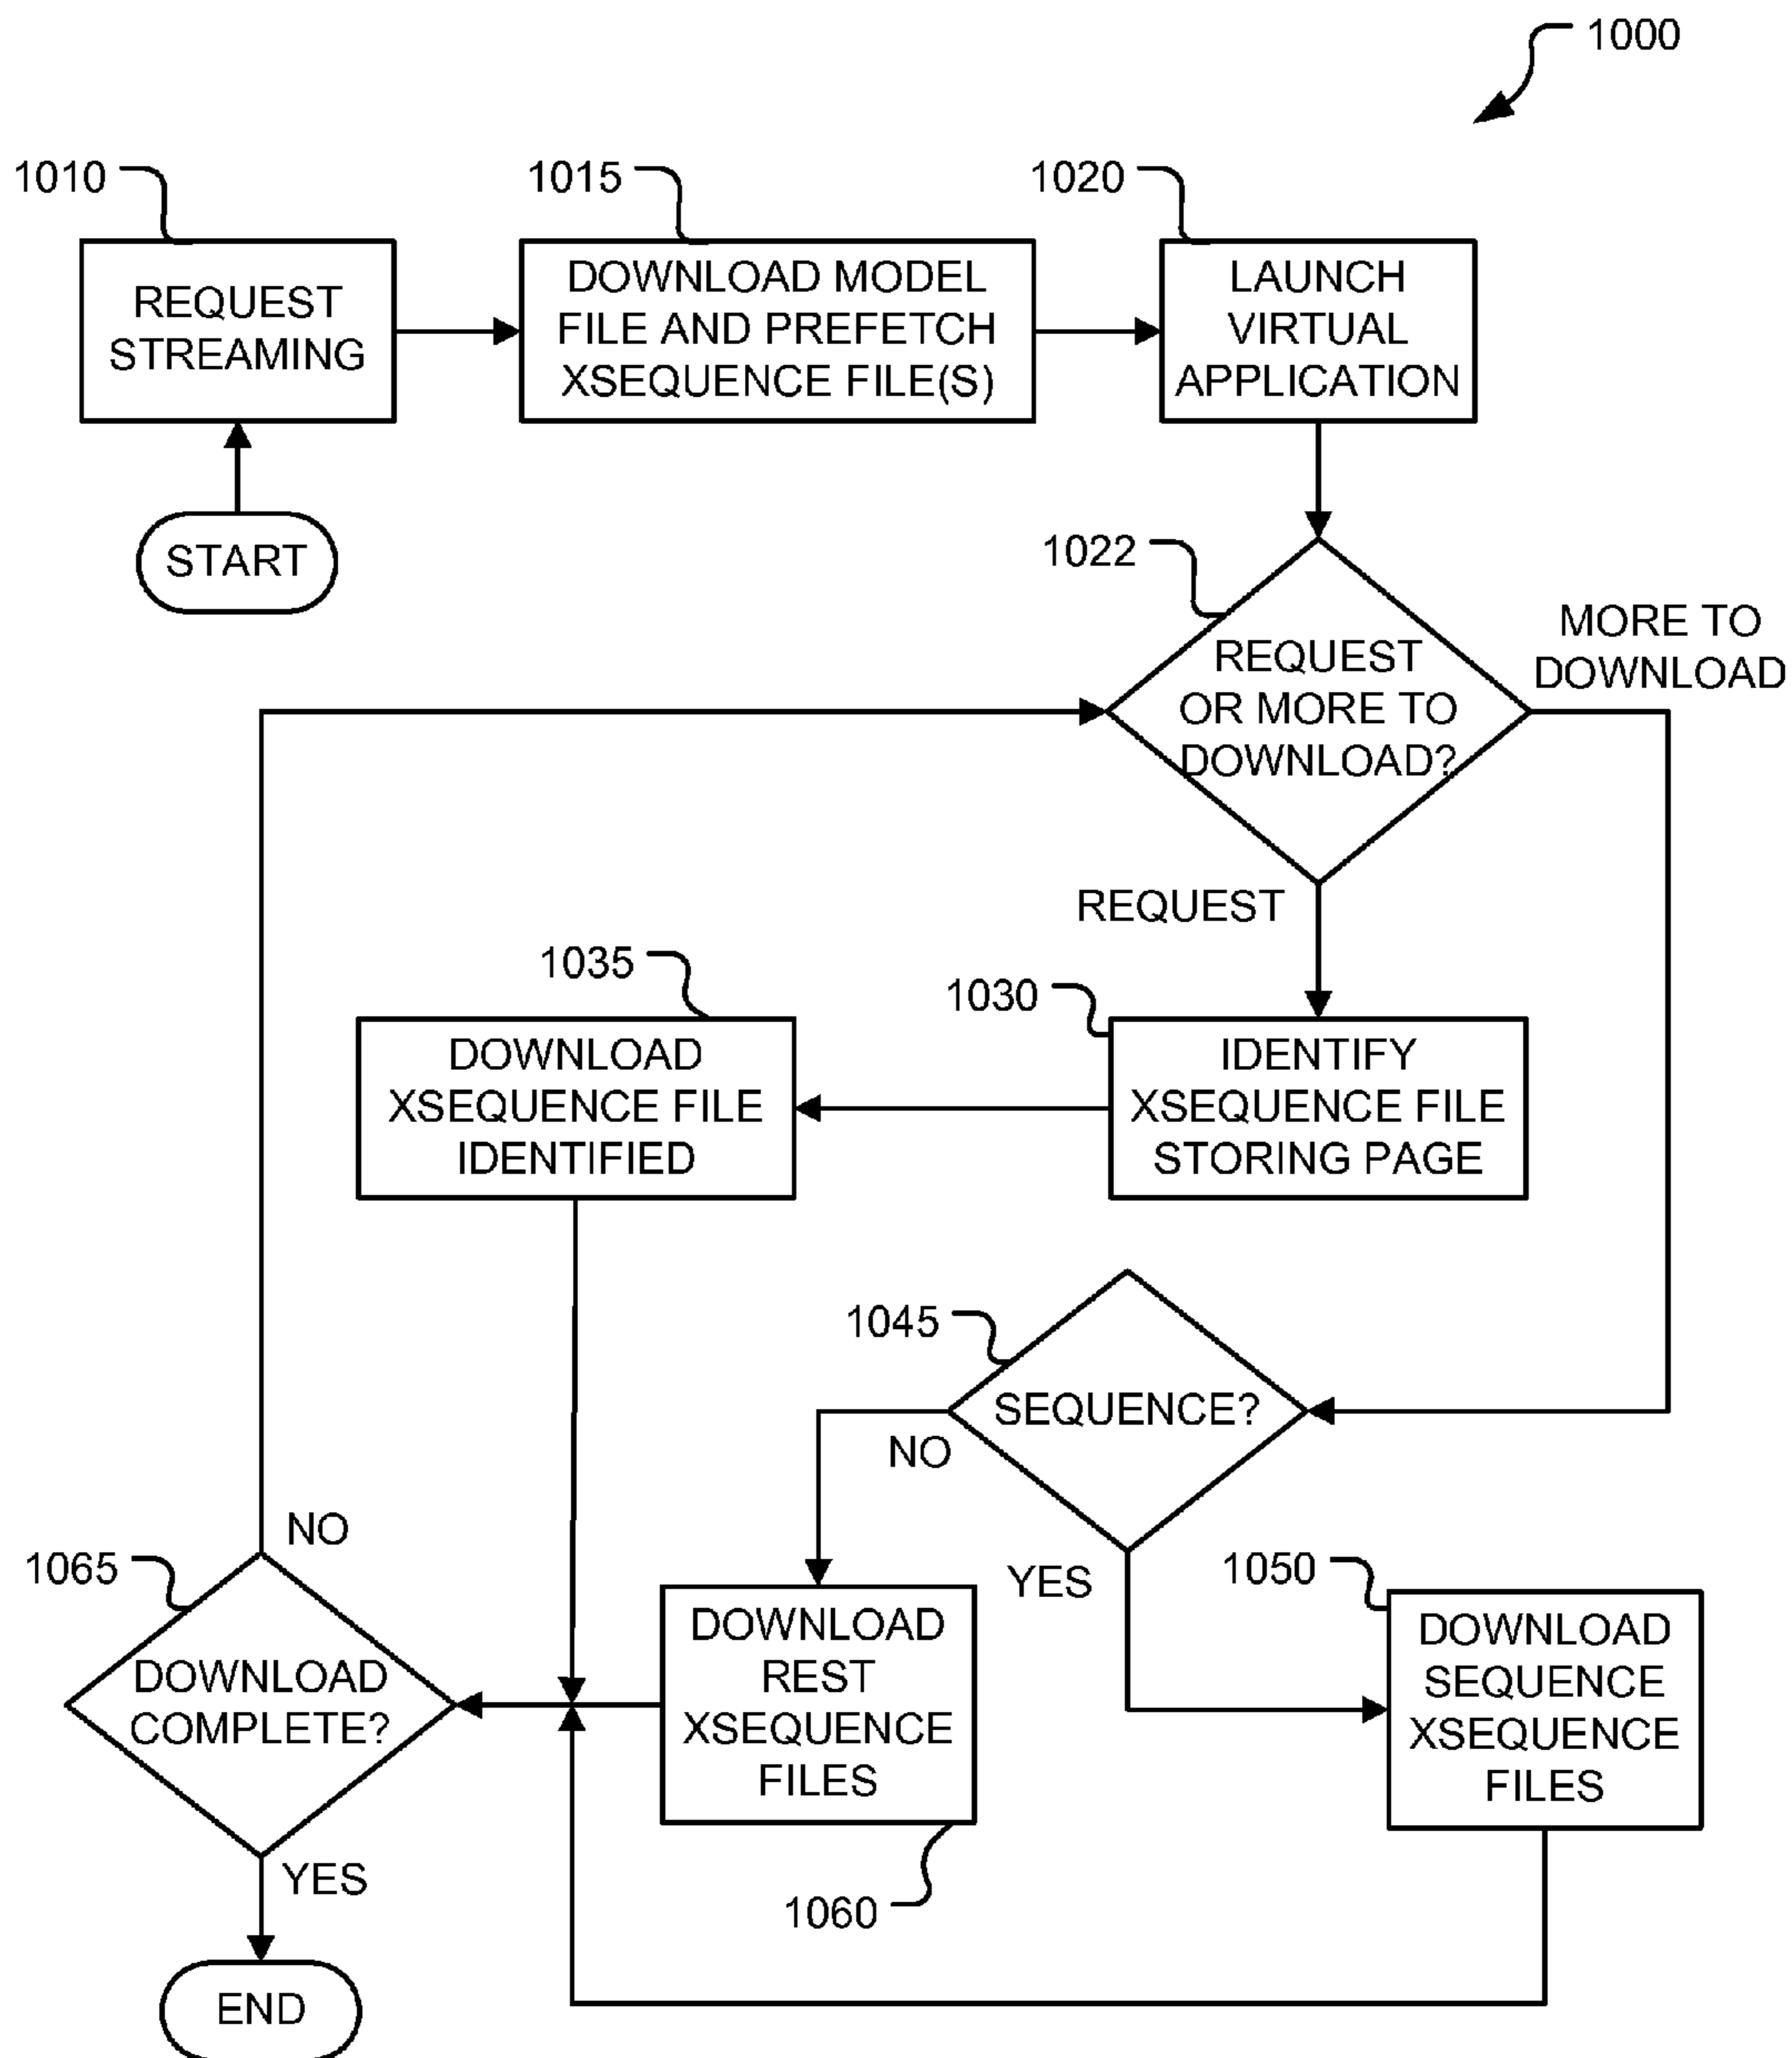 1000
1010
1015
1020
REQUEST
STREAMING
DOWNLOAD MODEL
FILE AND PREFETCH
XSEQUENCE FILE(S)
LAUNCH
VIRTUAL
APPLICATION
START
1022
REQUEST
OR MORE TO
DOWNLOAD?
MORE TO
DOWNLOAD
REQUEST
1035
1030
DOWNLOAD
XSEQUENCE FILE
IDENTIFIED
IDENTIFY
XSEQUENCE FILE
STORING PAGE
1045
SEQUENCE?
NO
YES
NO
1065
DOWNLOAD
COMPLETE?
DOWNLOAD
REST
XSEQUENCE
FILES
1050
DOWNLOAD
SEQUENCE
XSEQUENCE
FILES
YES
1060
END